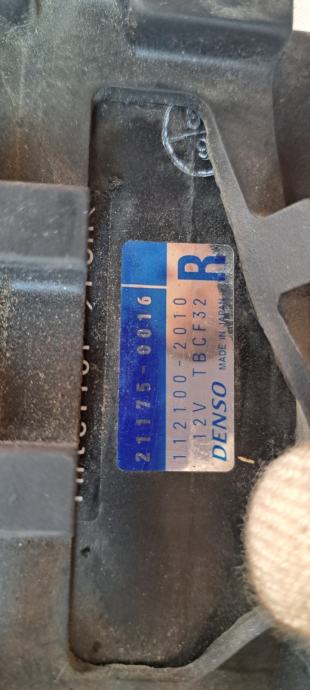 21175-0016
112100-2010
12V TBCF32
DENSO MADE IN JAPAN
R